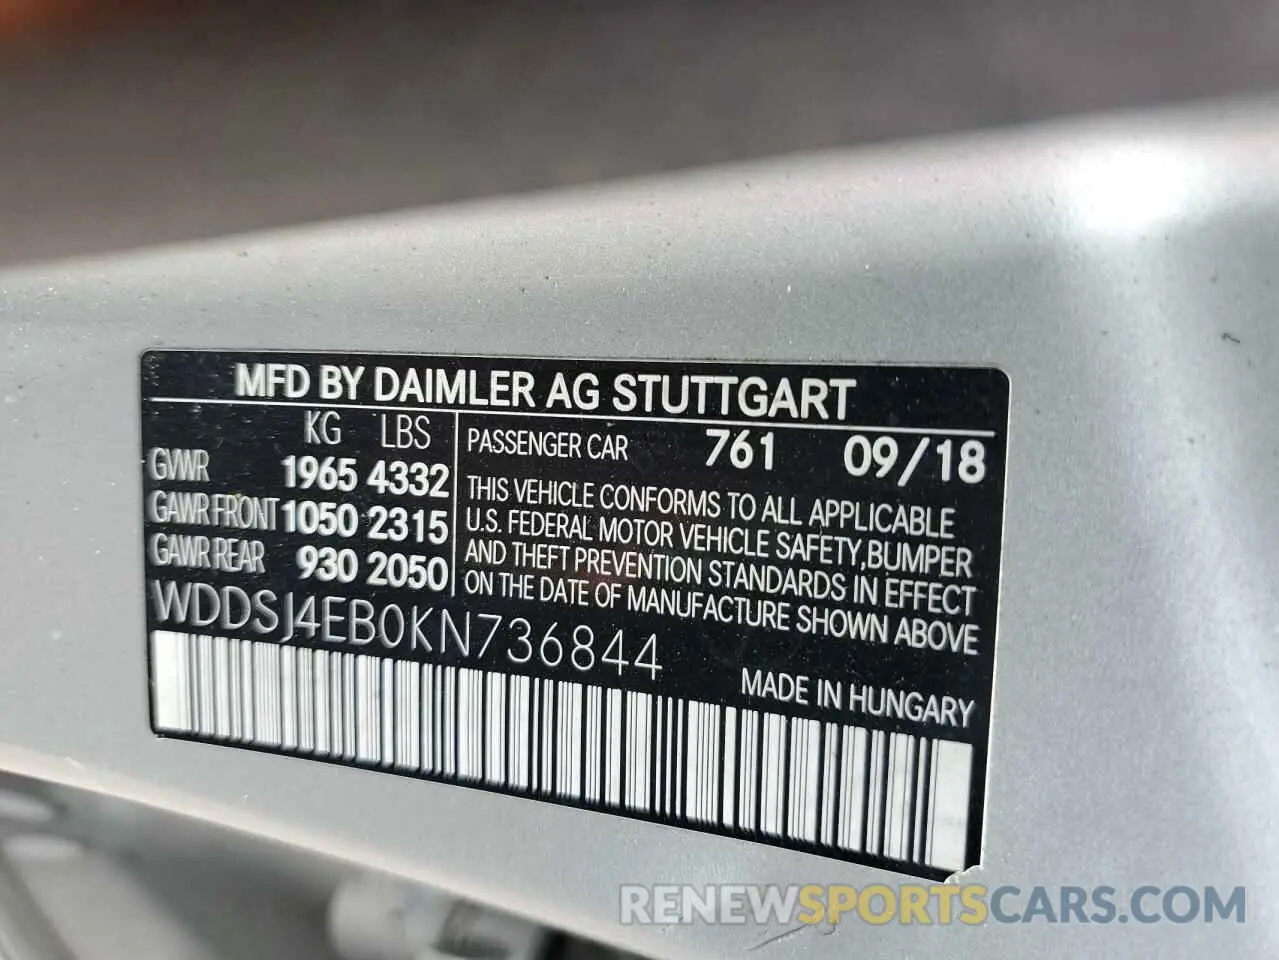 MFD BY DAIMLER AG STUTTGART
KG LBS
GVWR 1965 4332
GAWR FRONT 1050 2315
GAWR REAR 930 2050
PASSENGER CAR 761 09/18
THIS VEHICLE CONFORMS TO ALL APPLICABLE
U.S. FEDERAL MOTOR VEHICLE SAFETY, BUMPER
AND THEFT PREVENTION STANDARDS IN EFFECT
ON THE DATE OF MANUFACTURE SHOWN ABOVE
WDDSJ4EB0KN736844
MADE IN HUNGARY
RENEWSPORTSCARS.COM